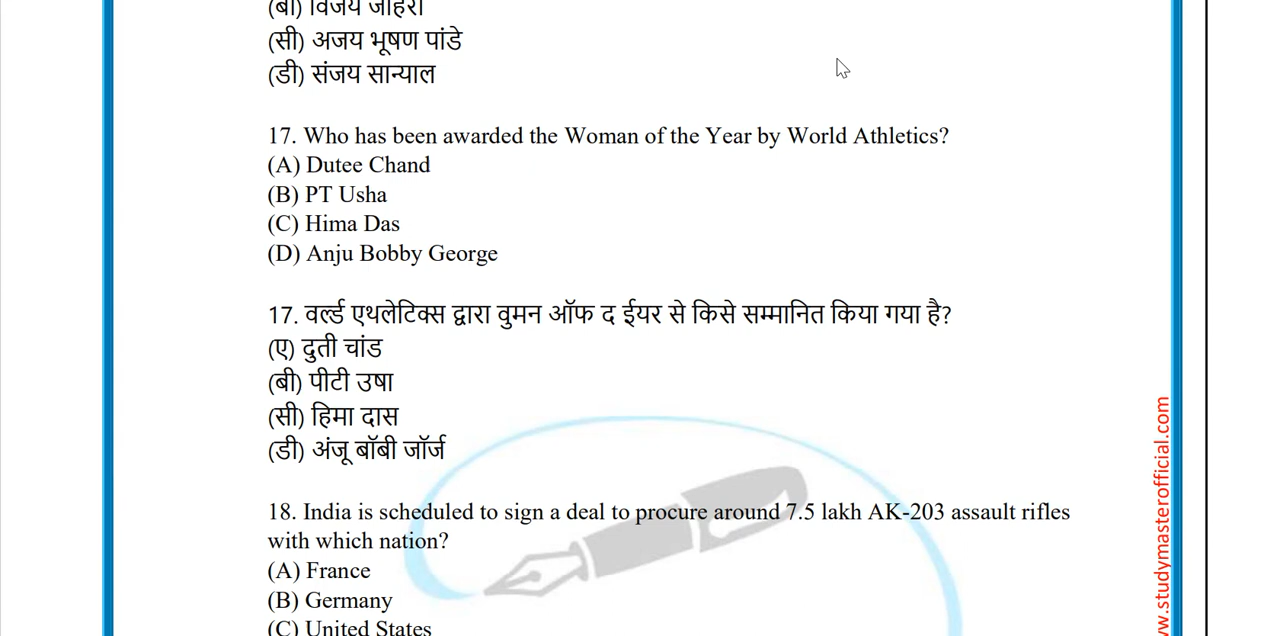 (बी) विजय जोहरी
(सी) अजय भूषण पांडे
(डी) संजय सान्याल
17. Who has been awarded the Woman of the Year by World Athletics?
(A) Dutee Chand
(B) PT Usha
(C) Hima Das
(D) Anju Bobby George
17. वर्ल्ड एथलेटिक्स द्वारा वुमन ऑफ द ईयर से किसे सम्मानित किया गया है?
(ए) दुती चांड
(बी) पीटी उषा
(सी) हिमा दास
(डी) अंजू बॉबी जॉर्ज
18. India is scheduled to sign a deal to procure around 7.5 lakh AK-203 assault rifles
with which nation?
(A) France
(B) Germany
(C) United States
w.studymasterofficial.com